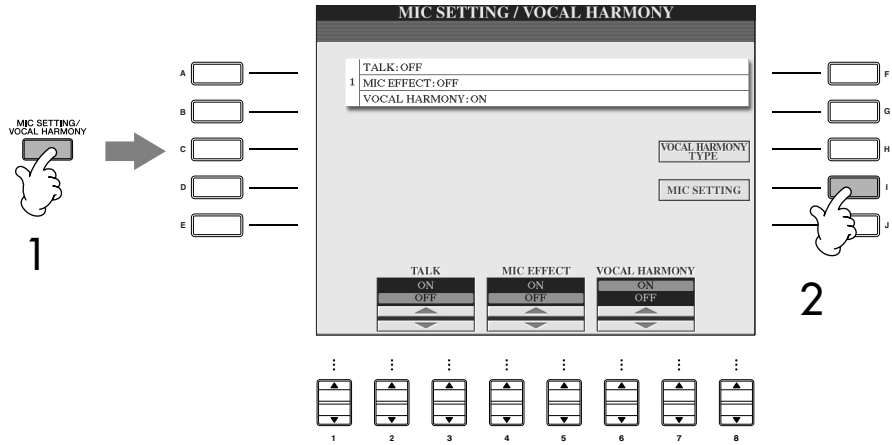 MIC SETTING / VOCAL HARMONY
TALK: OFF
1 MIC EFFECT: OFF
VOCAL HARMONY: ON
A
B
C
D
E
F
G
H
I
J
MIC SETTING/
VOCAL HARMONY
VOCAL HARMONY
TYPE
MIC SETTING
1
2
TALK
ON
OFF
MIC EFFECT
ON
OFF
VOCAL HARMONY
ON
OFF
1 2 3 4 5 6 7 8